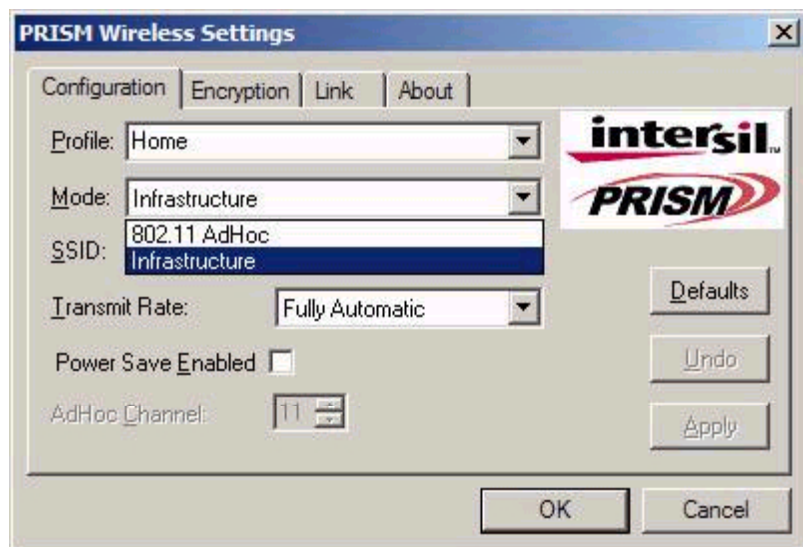 PRISM Wireless Settings
Configuration Encryption Link About
Profile: Home
intersil™
PRISM
Mode: Infrastructure
802.11 AdHoc
Infrastructure
SSID:
Defaults
Transmit Rate: Fully Automatic
Power Save Enabled
Undo
AdHoc Channel: 11
Apply
OK Cancel